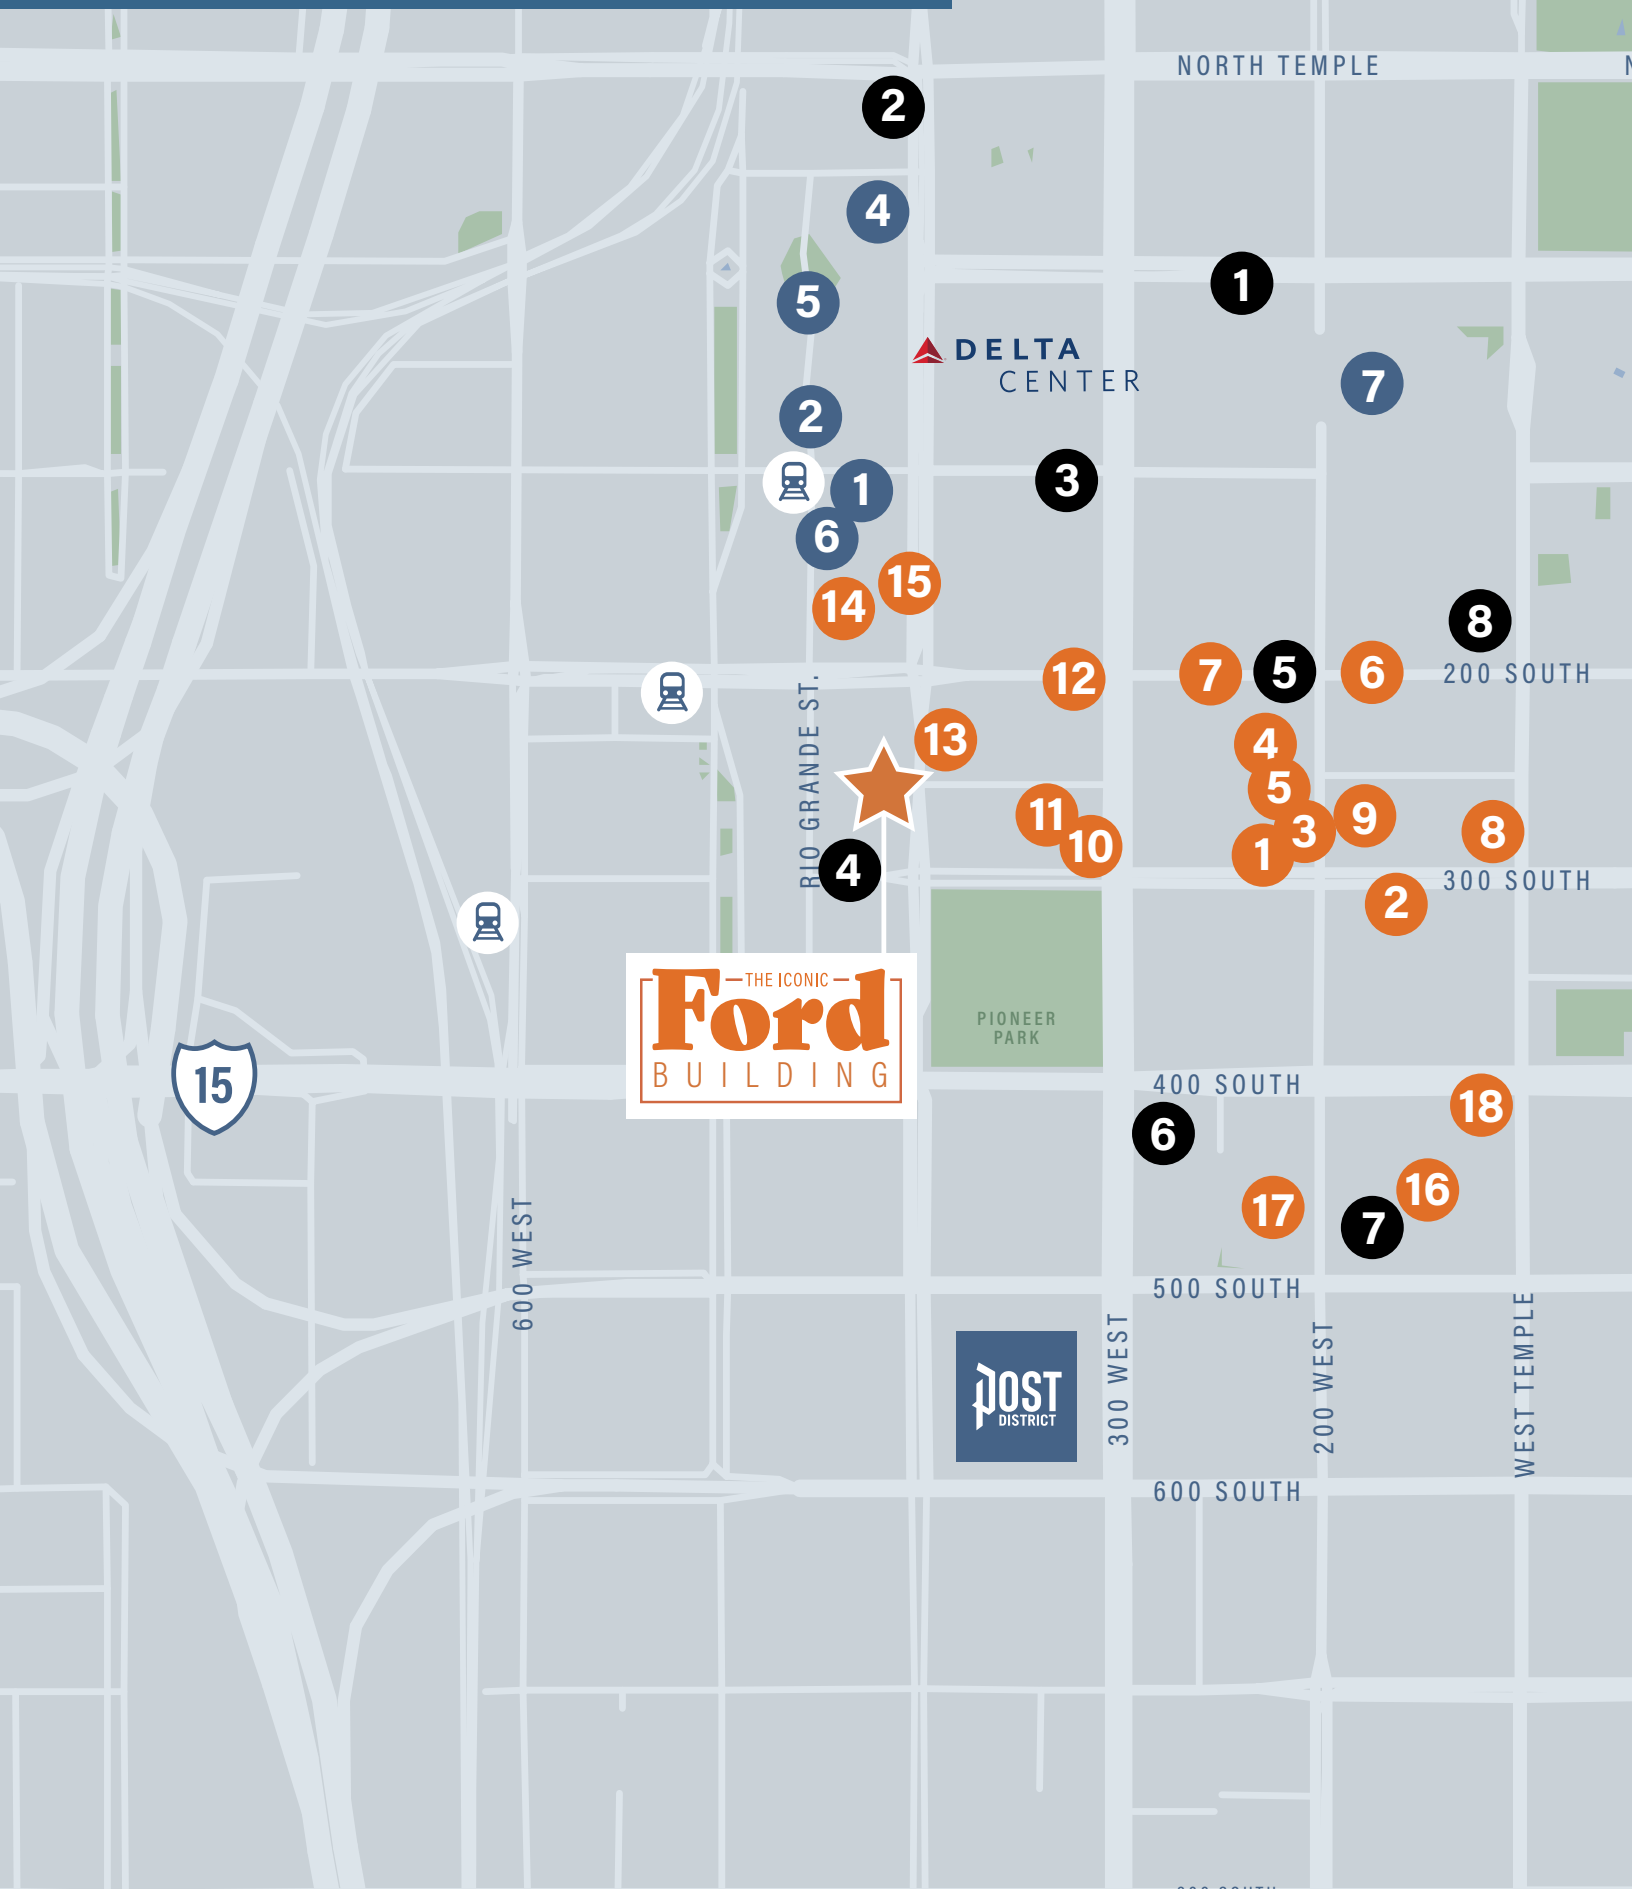 NORTH TEMPLE
N
2
4
1
5
DELTA
CENTER
7
2
3
1
6
15
14
8
12
7
5
6
200 SOUTH
RIO GRANDE ST.
13
4
5
11
3
9
8
10
1
4
300 SOUTH
2
THE ICONIC
Ford
BUILDING
PIONEER
PARK
15
400 SOUTH
18
6
16
17
7
600 WEST
500 SOUTH
300 WEST
200 WEST
WEST TEMPLE
POST
DISTRICT
600 SOUTH